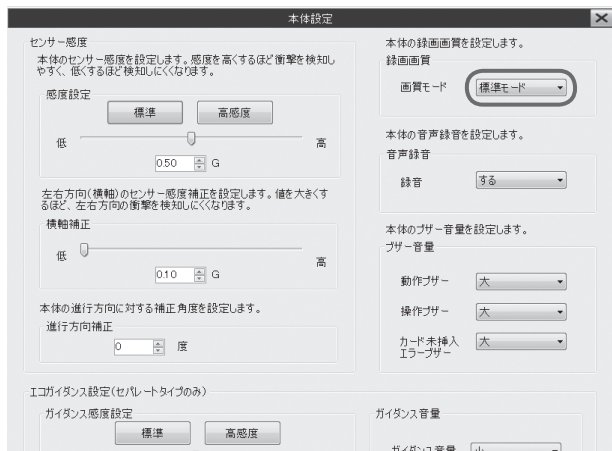 本体設定
センサー感度
本体のセンサー感度を設定します。感度を高くするほど衝撃を検知し
やすく、低くするほど検知しにくくなります。
感度設定
標準 高感度
低 高
0.50 G
左右方向(横軸)のセンサー感度補正を設定します。値を大きくす
るほど、左右方向の衝撃を検知しにくくなります。
横軸補正
低 高
0.10 G
本体の進行方向に対する補正角度を設定します。
進行方向補正
0 度
本体の録画画質を設定します。
録画画質
画質モード 標準モード
本体の音声録音を設定します。
音声録音
録音 する
本体のブザー音量を設定します。
ブザー音量
動作ブザー 大
操作ブザー 大
カード未挿入 大
エラーブザー
エコガイダンス設定(セパレートタイプのみ)
ガイダンス感度設定
標準 高感度
ガイダンス音量
ガイダンス音量 小